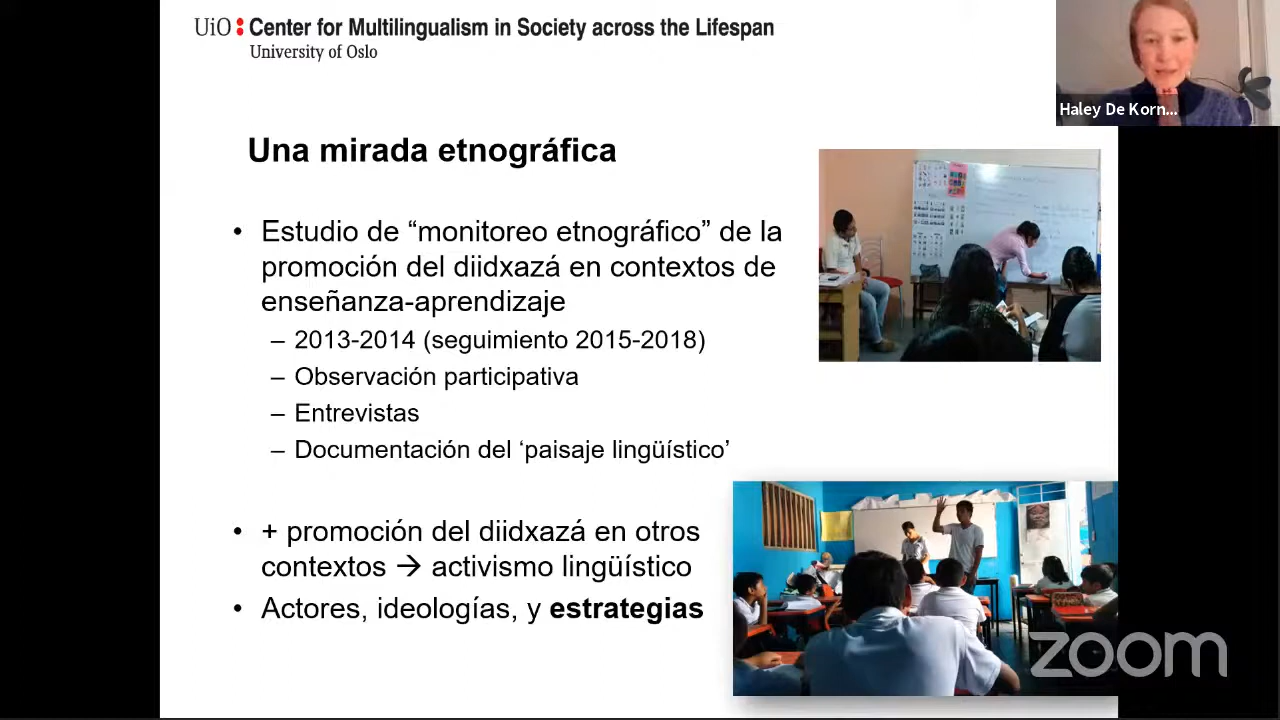 UiO : Center for Multilingualism in Society across the Lifespan
University of Oslo
Haley De Korn...
Una mirada etnográfica
• Estudio de “monitoreo etnográfico” de la
promoción del diidxazá en contextos de
enseñanza-aprendizaje
– 2013-2014 (seguimiento 2015-2018)
– Observación participativa
– Entrevistas
– Documentación del ‘paisaje lingüístico’
• + promoción del diidxazá en otros
contextos → activismo lingüístico
• Actores, ideologías, y estrategias
zoom